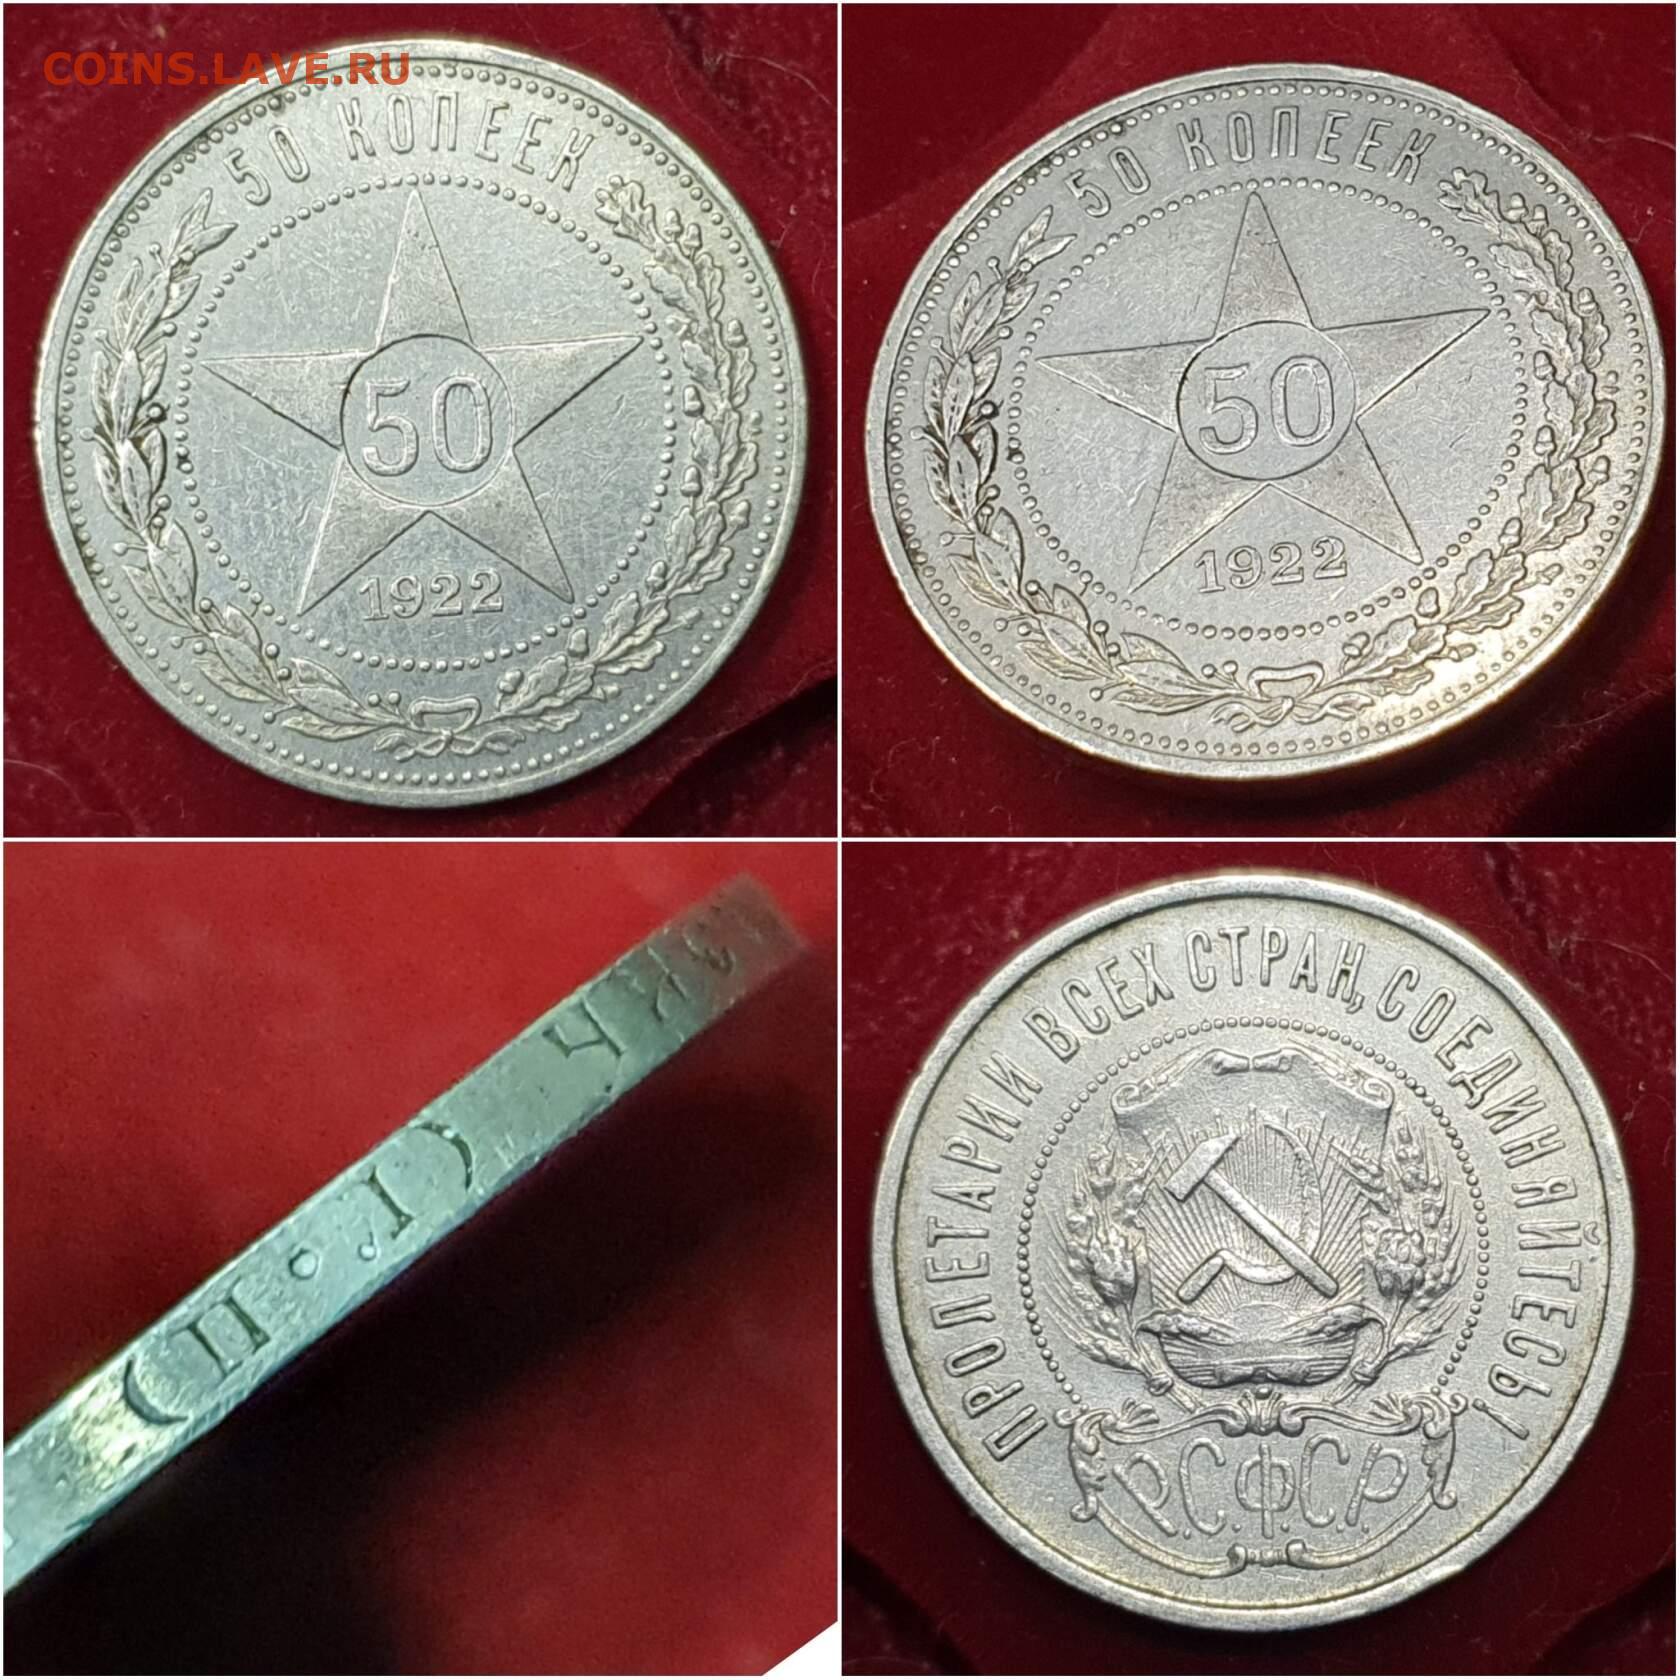 COINS.LAVE.RU
50 КОПЕЕК
50
1922
50 КОПЕЕК
50
1922
(П·Л) Ч
ПРОЛЕТАРИИ ВСЕХ СТРАН, СОЕДИНЯЙТЕСЬ!
Р.С.Ф.С.Р.